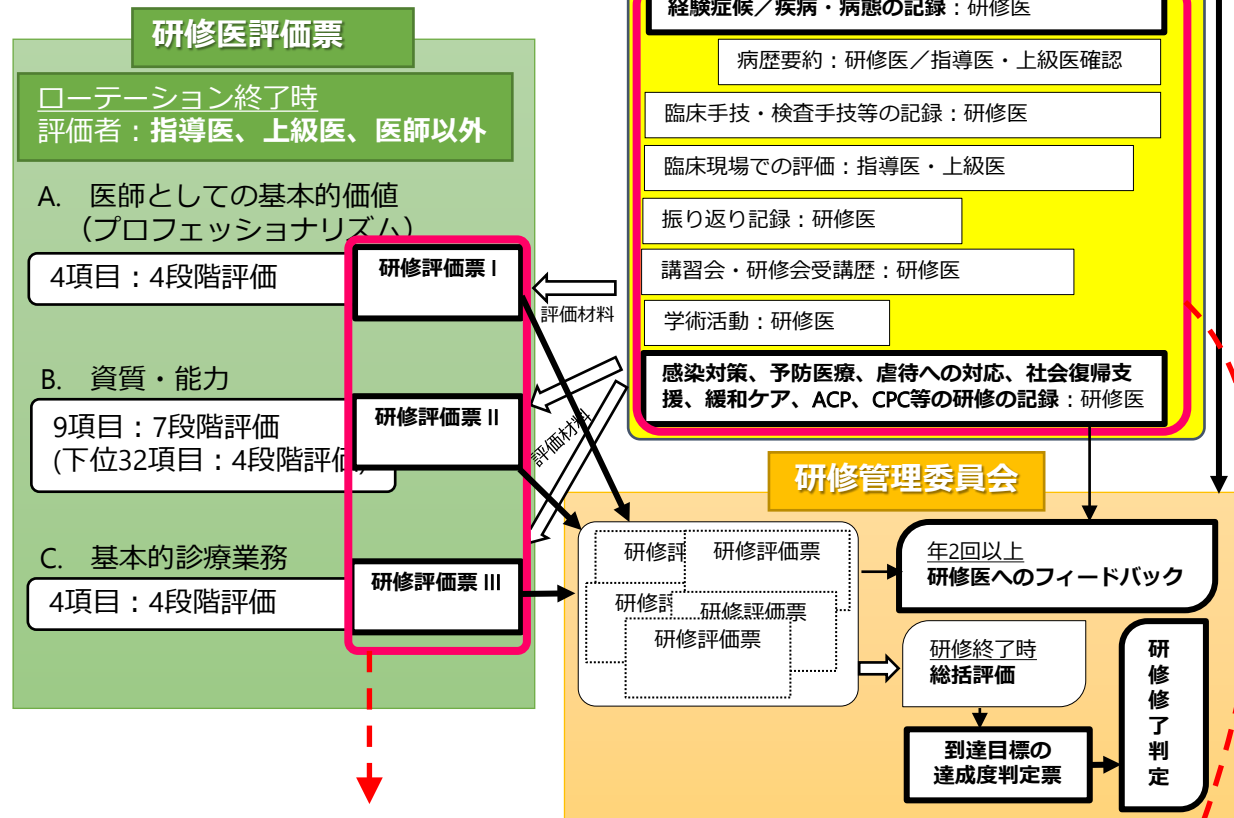 研修医評価票
ローテーション終了時
評価者：指導医、上級医、医師以外
A. 医師としての基本的価値
（プロフェッショナリズム）
4項目：4段階評価
研修評価票 I
B. 資質・能力
9項目：7段階評価
(下位32項目：4段階評価)
研修評価票 II
C. 基本的診療業務
4項目：4段階評価
研修評価票 III
評価材料
評価材料
経験症候／疾病・病態の記録：研修医
病歴要約：研修医／指導医・上級医確認
臨床手技・検査手技等の記録：研修医
臨床現場での評価：指導医・上級医
振り返り記録：研修医
講習会・研修会受講歴：研修医
学術活動：研修医
感染対策、予防医療、虐待への対応、社会復帰支
援、緩和ケア、ACP、CPC等の研修の記録：研修医
研修管理委員会
研修評
研修評価票
研修評
研修評価票
研修評価票
年2回以上
研修医へのフィードバック
研修終了時
総括評価
到達目標の
達成度判定票
研修修了判定